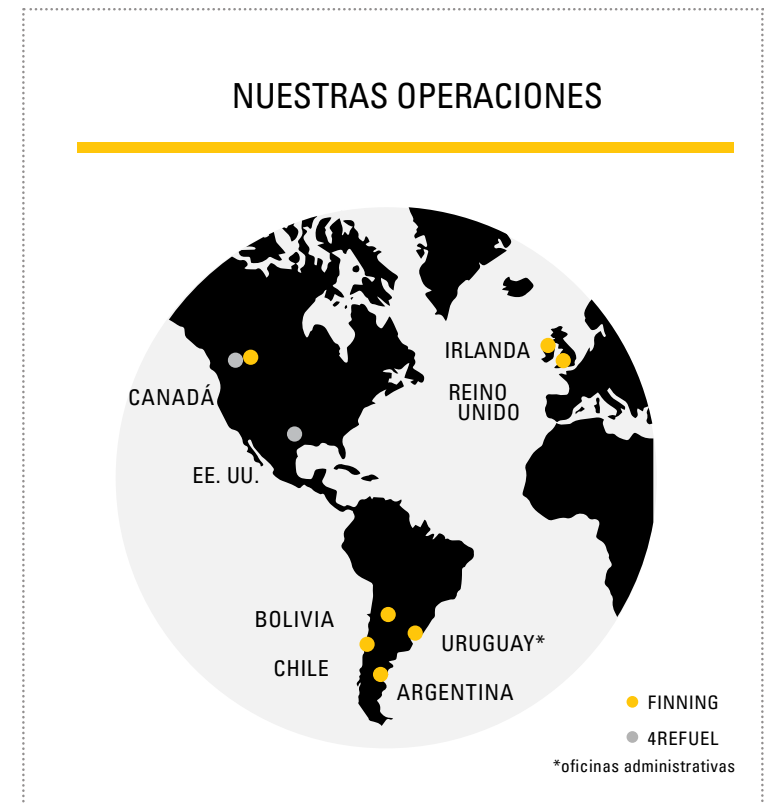 NUESTRAS OPERACIONES
IRLANDA
REINO
UNIDO
CANADÁ
EE. UU.
BOLIVIA
URUGUAY*
CHILE
ARGENTINA
FINNING
4REFUEL
*oficinas administrativas